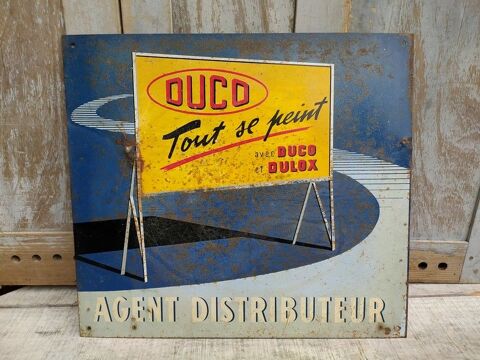 DUCO
Tout se peint
avec DUCO
et DULOX
AGENT DISTRIBUTEUR